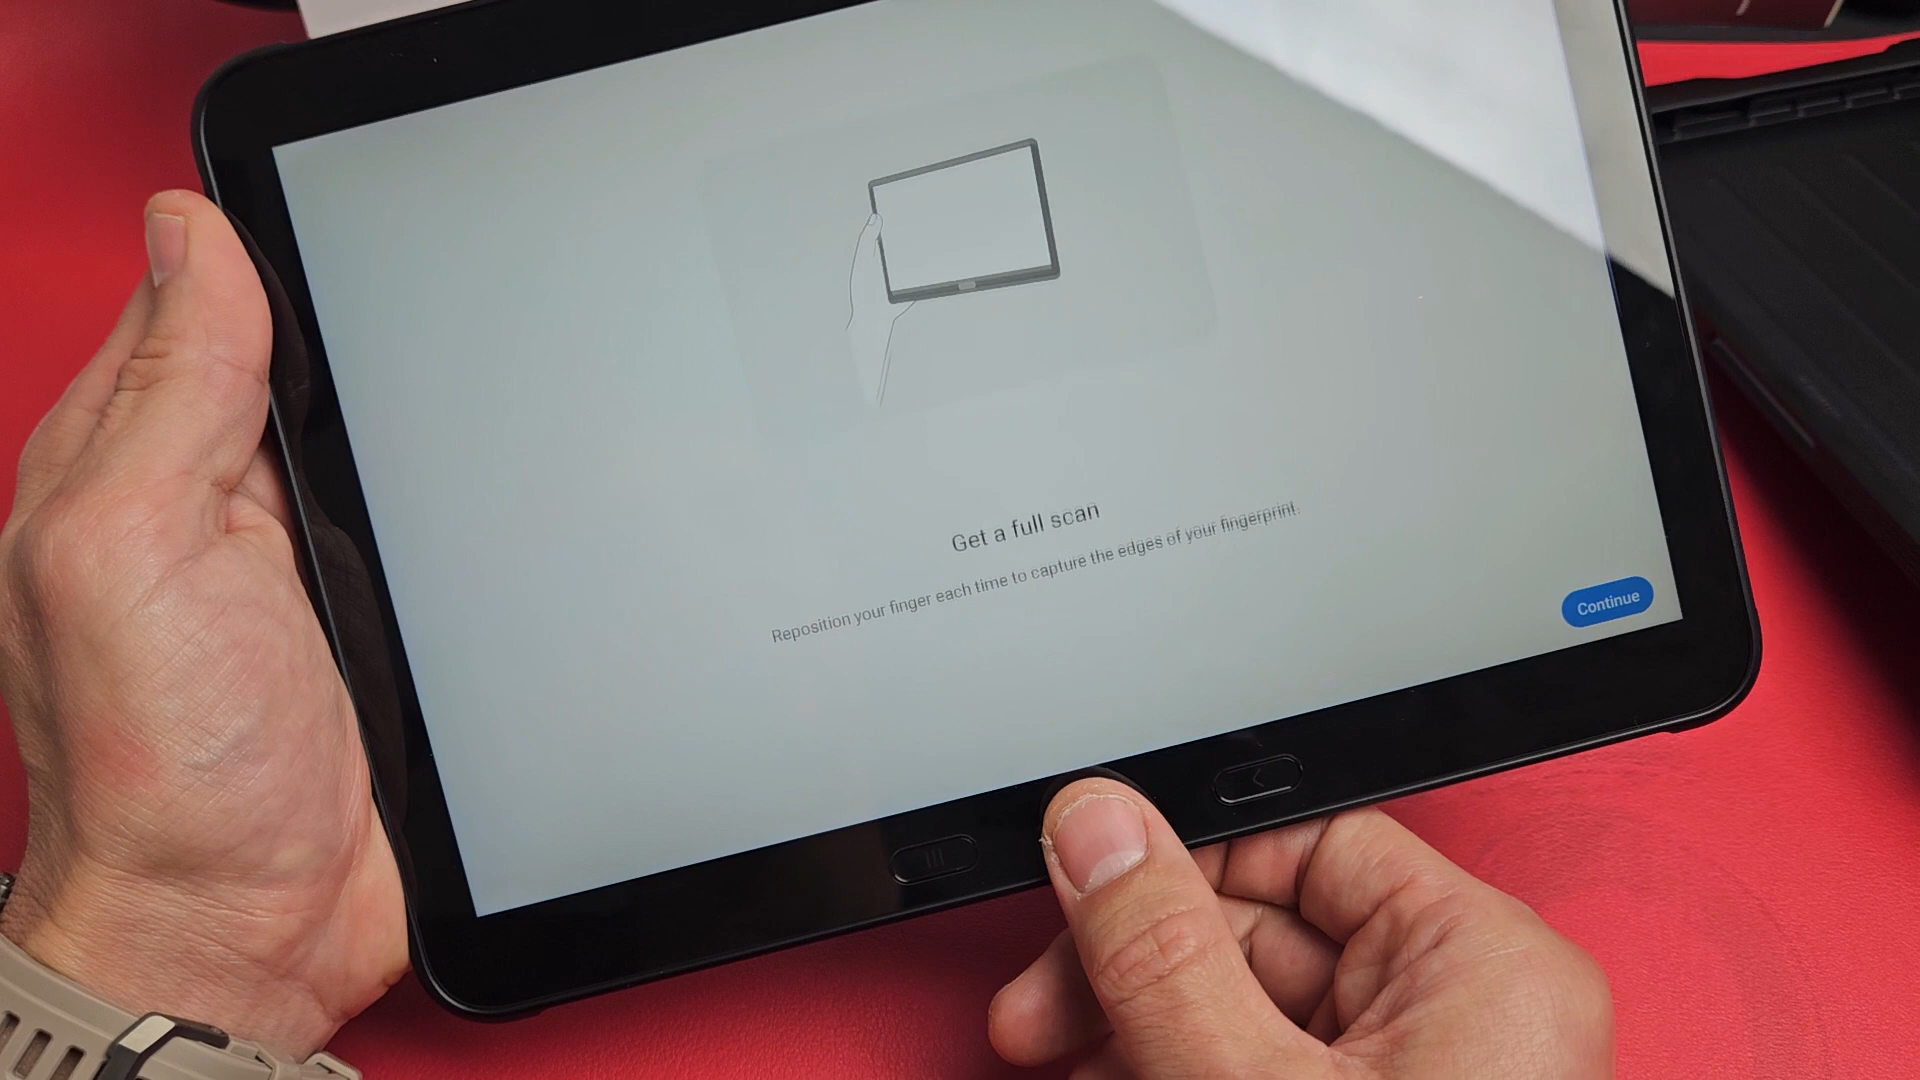 Get a full scan
Reposition your finger each time to capture the edges of your fingerprint.
Continue